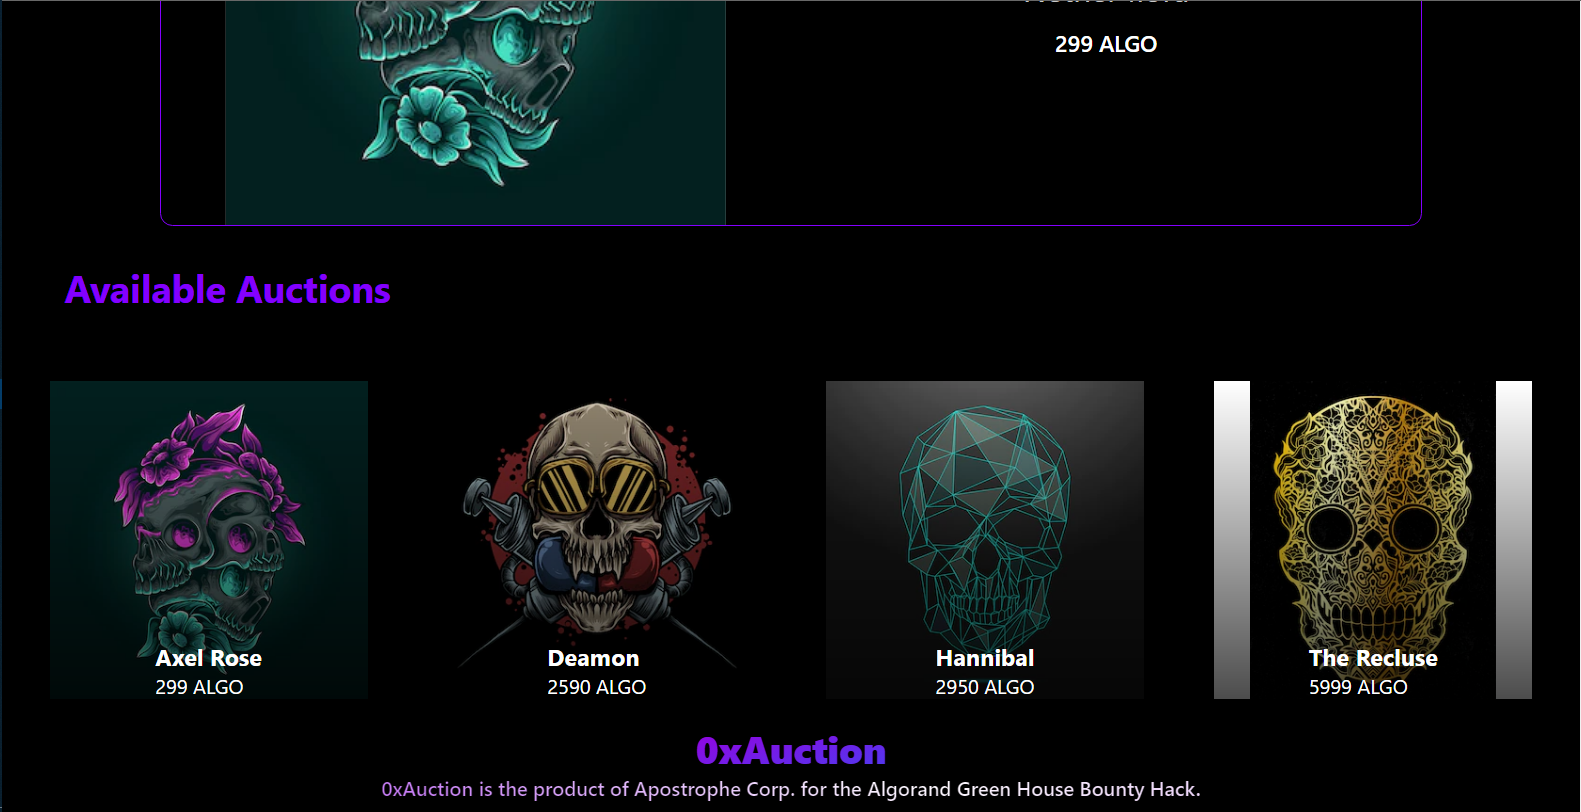 299 ALGO
Available Auctions
Axel Rose
299 ALGO
Deamon
2590 ALGO
Hannibal
2950 ALGO
The Recluse
5999 ALGO
0xAuction
0xAuction is the product of Apostrophe Corp. for the Algorand Green House Bounty Hack.